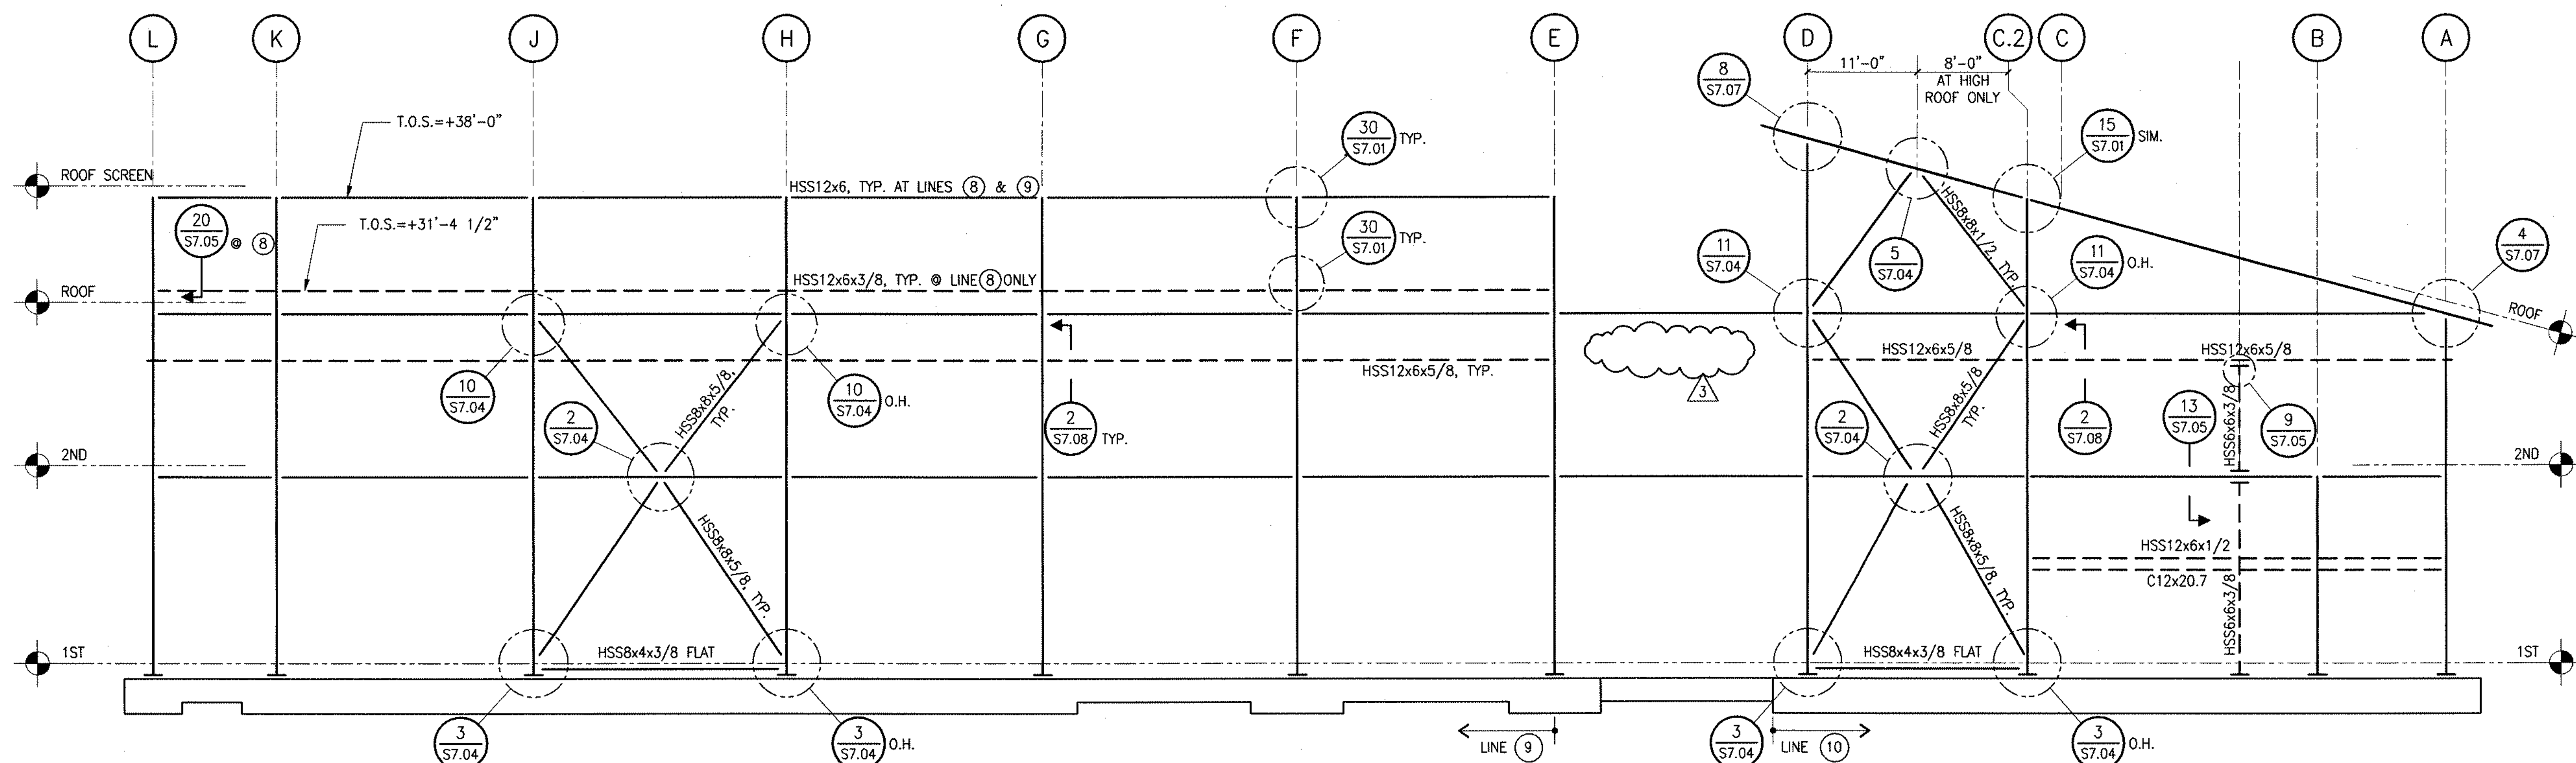 L K J H G F E D C.2 C B A
11'-0" 8'-0"
AT HIGH
ROOF ONLY
8
S7.07
T.O.S.=+38'-0"
30
S7.01 TYP.
15
S7.01 SIM.
ROOF SCREEN
HSS12x6, TYP. AT LINES 8 & 9
20
S7.05 @ 8
T.O.S.=+31'-4 1/2"
30
S7.01 TYP.
HSS8x8x1/2, TYP.
11
S7.04
5
S7.04
11
S7.04 O.H.
4
S7.07
ROOF
HSS12x6x3/8, TYP. @ LINE 8 ONLY
ROOF
HSS12x6x5/8
HSS12x6x5/8
HSS12x6x5/8, TYP.
3
10
S7.04
HSS8x8x5/8,
TYP.
10
S7.04 O.H.
2
S7.04
2
S7.08 TYP.
2
S7.04
HSS8x8x5/8
TYP.
2
S7.08
13
S7.05
HSS6x6x3/8
9
S7.05
2ND
2ND
HSS8x8x5/8, TYP.
HSS8x8x5/8, TYP.
HSS12x6x1/2
C12x20.7
HSS6x6x3/8
1ST
HSS8x4x3/8 FLAT
HSS8x4x3/8 FLAT
1ST
3
S7.04
3
S7.04 O.H.
LINE 9
3
S7.04
LINE 10
3
S7.04 O.H.